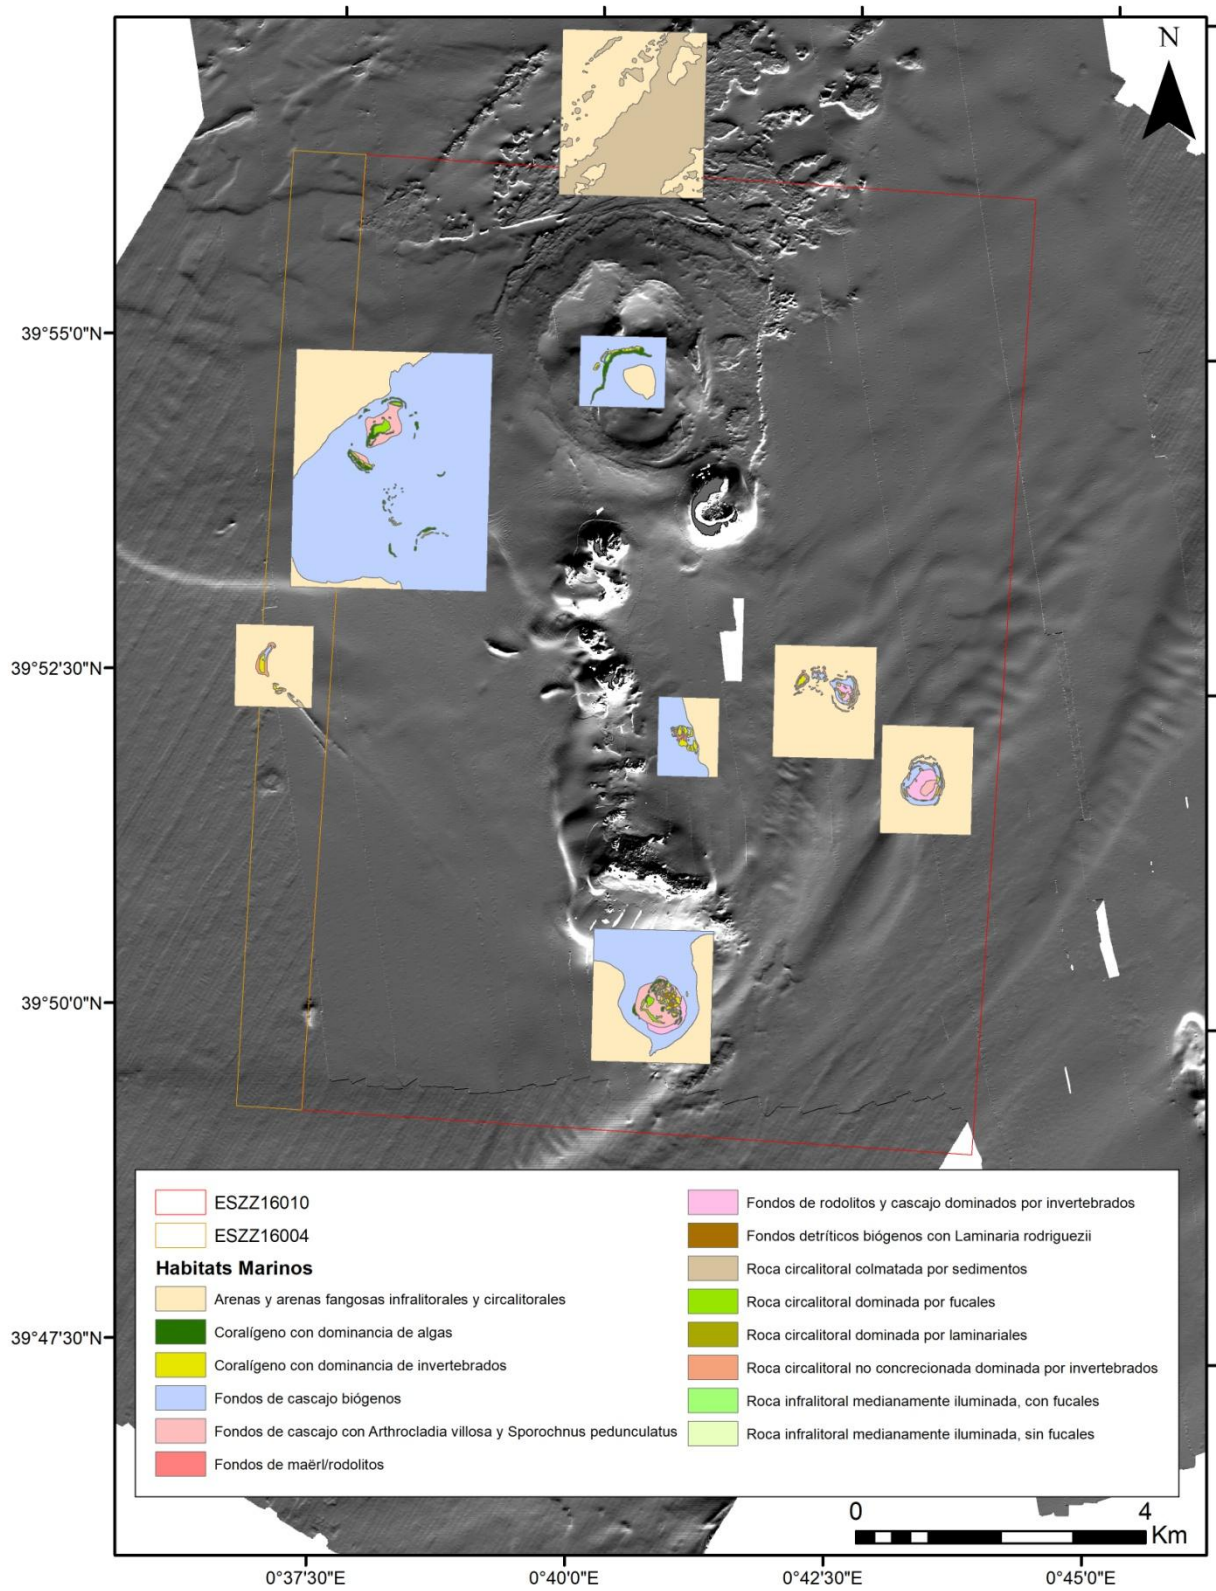 N
39°55'0"N
39°52'30"N
39°50'0"N
39°47'30"N
ESZZ16010
ESZZ16004
Habitats Marinos
Arenas y arenas fangosas infralitorales y circalitorales
Coralígeno con dominancia de algas
Coralígeno con dominancia de invertebrados
Fondos de cascajo biógenos
Fondos de cascajo con Arthrocladia villosa y Sporochnus pedunculatus
Fondos de maërl/rodolitos
Fondos de rodolitos y cascajo dominados por invertebrados
Fondos detríticos biógenos con Laminaria rodriguezii
Roca circalitoral colmatada por sedimentos
Roca circalitoral dominada por fucales
Roca circalitoral dominada por laminariales
Roca circalitoral no concrecionada dominada por invertebrados
Roca infralitoral medianamente iluminada, con fucales
Roca infralitoral medianamente iluminada, sin fucales
0 4
Km
0°37'30"E 0°40'0"E 0°42'30"E 0°45'0"E